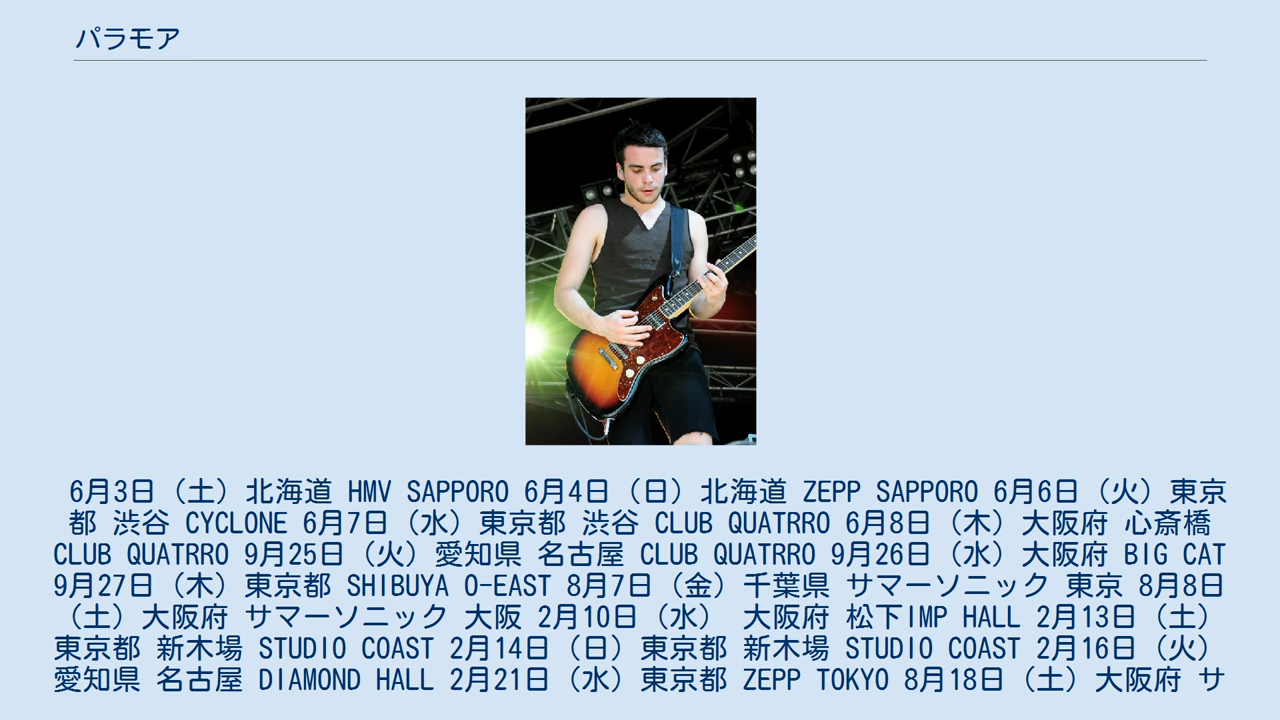 パラモア
6月3日（土）北海道 HMV SAPPORO 6月4日（日）北海道 ZEPP SAPPORO 6月6日（火）東京
都 渋谷 CYCLONE 6月7日（水）東京都 渋谷 CLUB QUATRRO 6月8日（木）大阪府 心斎橋
CLUB QUATRRO 9月25日（火）愛知県 名古屋 CLUB QUATRRO 9月26日（水）大阪府 BIG CAT
9月27日（木）東京都 SHIBUYA O-EAST 8月7日（金）千葉県 サマーソニック 東京 8月8日
（土）大阪府 サマーソニック 大阪 2月10日（水） 大阪府 松下IMP HALL 2月13日（土）
東京都 新木場 STUDIO COAST 2月14日（日）東京都 新木場 STUDIO COAST 2月16日（火）
愛知県 名古屋 DIAMOND HALL 2月21日（水）東京都 ZEPP TOKYO 8月18日（土）大阪府 サ